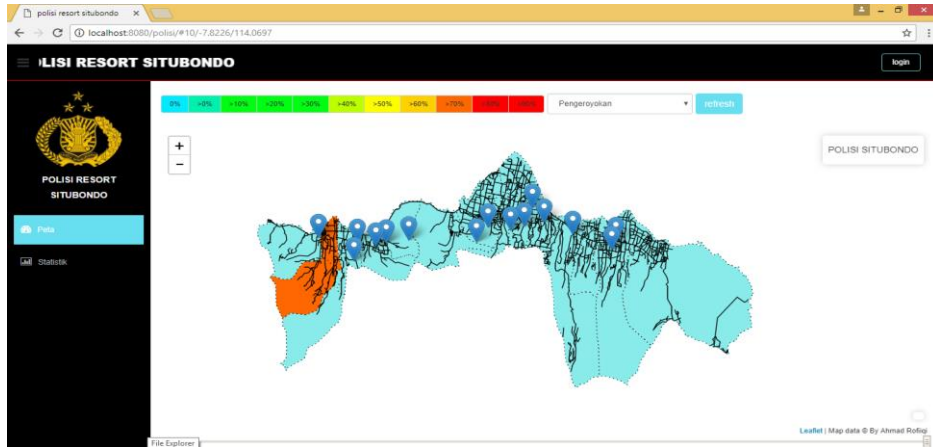 polisi resort situbondo
localhost:8080/polisi/#10/-7.8226/114.0697
LISI RESORT SITUBONDO
login
0% >0% >10% >20% >30% >40% >50% >60% >70%
Pengeroyokan
refresh
+
−
POLISI SITUBONDO
POLISI RESORT
SITUBONDO
Peta
Statistik
Leaflet | Map data © By Ahmad Rofiiqi
File Explorer